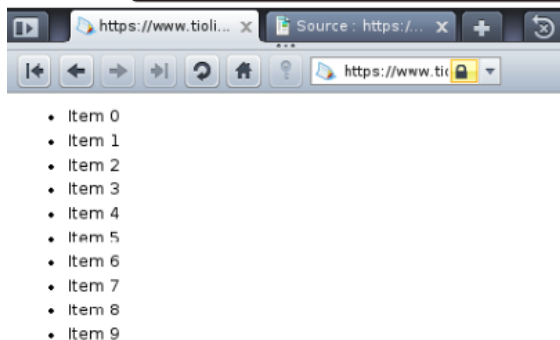 https://www.tioli... x Source : https:/... x
https://www.tic
• Item 0
• Item 1
• Item 2
• Item 3
• Item 4
• Item 5
• Item 6
• Item 7
• Item 8
• Item 9